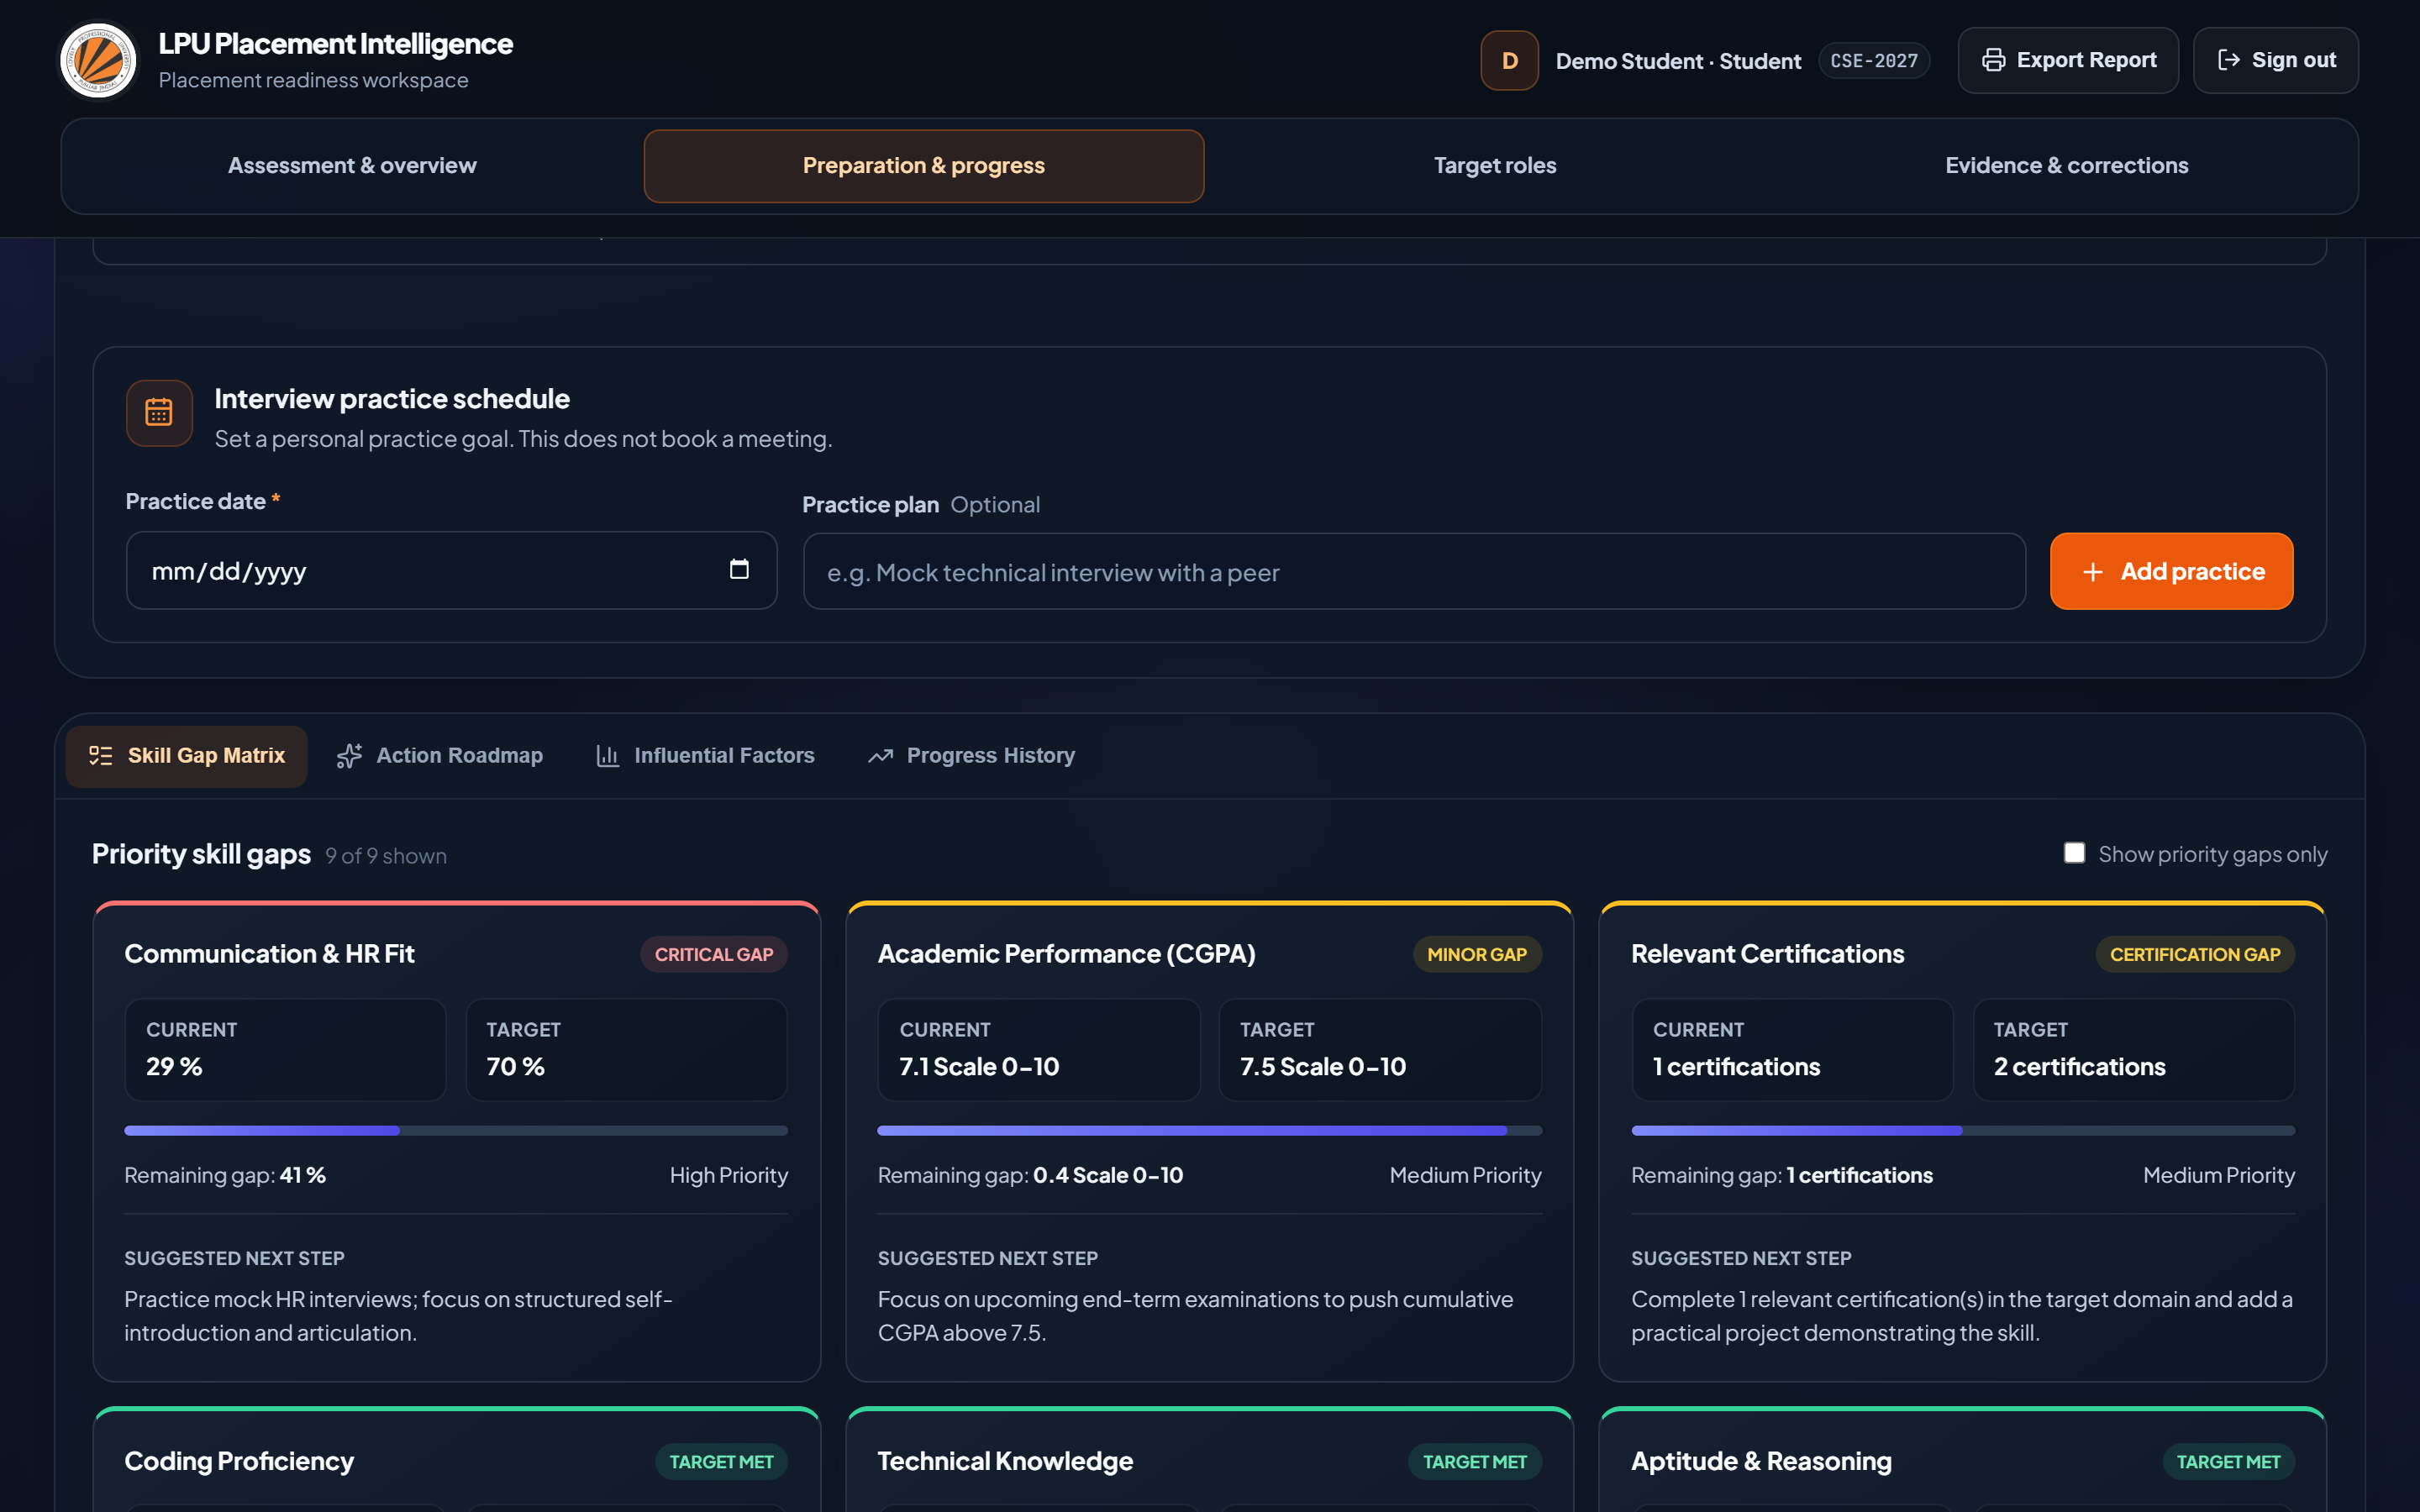 LPU Placement Intelligence
Placement readiness workspace
D
Demo Student · Student
CSE-2027
Export Report
Sign out
Assessment & overview
Preparation & progress
Target roles
Evidence & corrections
Interview practice schedule
Set a personal practice goal. This does not book a meeting.
Practice date *
mm/dd/yyyy
Practice plan Optional
e.g. Mock technical interview with a peer
+ Add practice
Skill Gap Matrix
Action Roadmap
Influential Factors
Progress History
Priority skill gaps 9 of 9 shown
Show priority gaps only
Communication & HR Fit
CRITICAL GAP
CURRENT
29 %
TARGET
70 %
Remaining gap: 41 %
High Priority
SUGGESTED NEXT STEP
Practice mock HR interviews; focus on structured self-
introduction and articulation.
Academic Performance (CGPA)
MINOR GAP
CURRENT
7.1 Scale 0-10
TARGET
7.5 Scale 0-10
Remaining gap: 0.4 Scale 0-10
Medium Priority
SUGGESTED NEXT STEP
Focus on upcoming end-term examinations to push cumulative
CGPA above 7.5.
Relevant Certifications
CERTIFICATION GAP
CURRENT
1 certifications
TARGET
2 certifications
Remaining gap: 1 certifications
Medium Priority
SUGGESTED NEXT STEP
Complete 1 relevant certification(s) in the target domain and add a
practical project demonstrating the skill.
Coding Proficiency
TARGET MET
Technical Knowledge
TARGET MET
Aptitude & Reasoning
TARGET MET